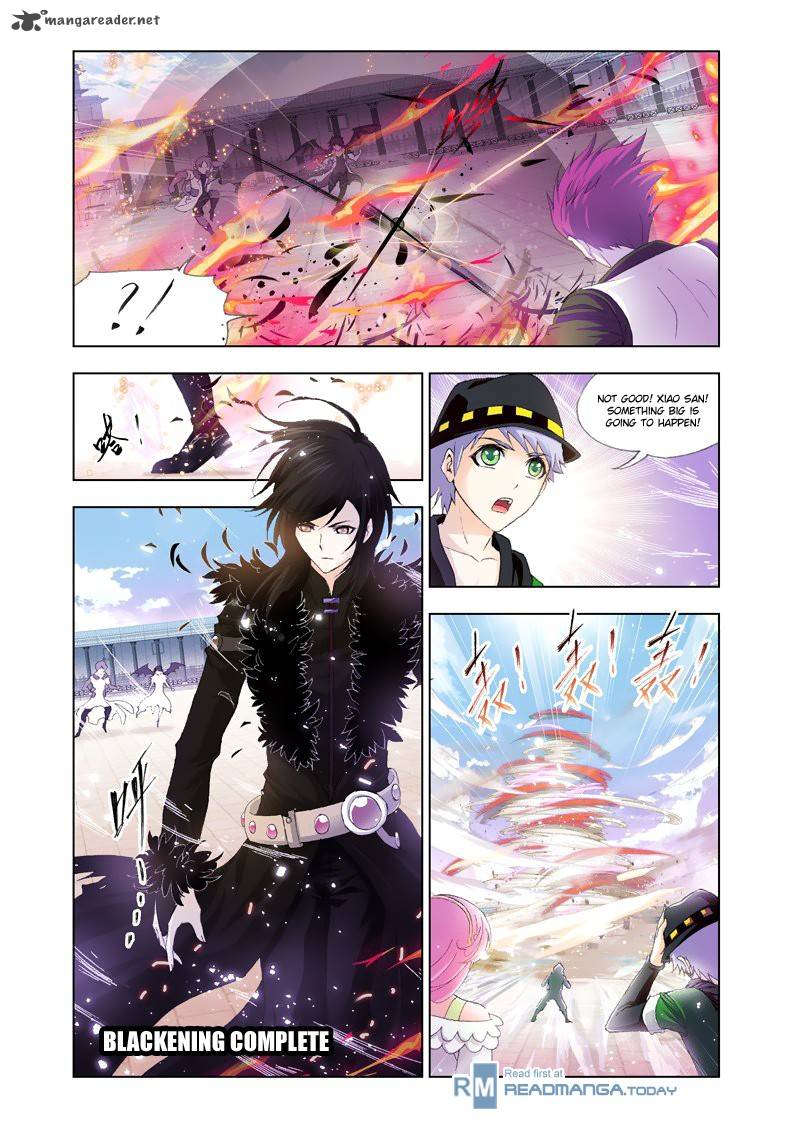 mangareader.net
?!
NOT GOOD! XIAO SAN!
SOMETHING BIG IS
GOING TO HAPPEN!
嗒!
轰! 轰! 轰!
BLACKENING COMPLETE
Read first at
RM READMANGA.TODAY